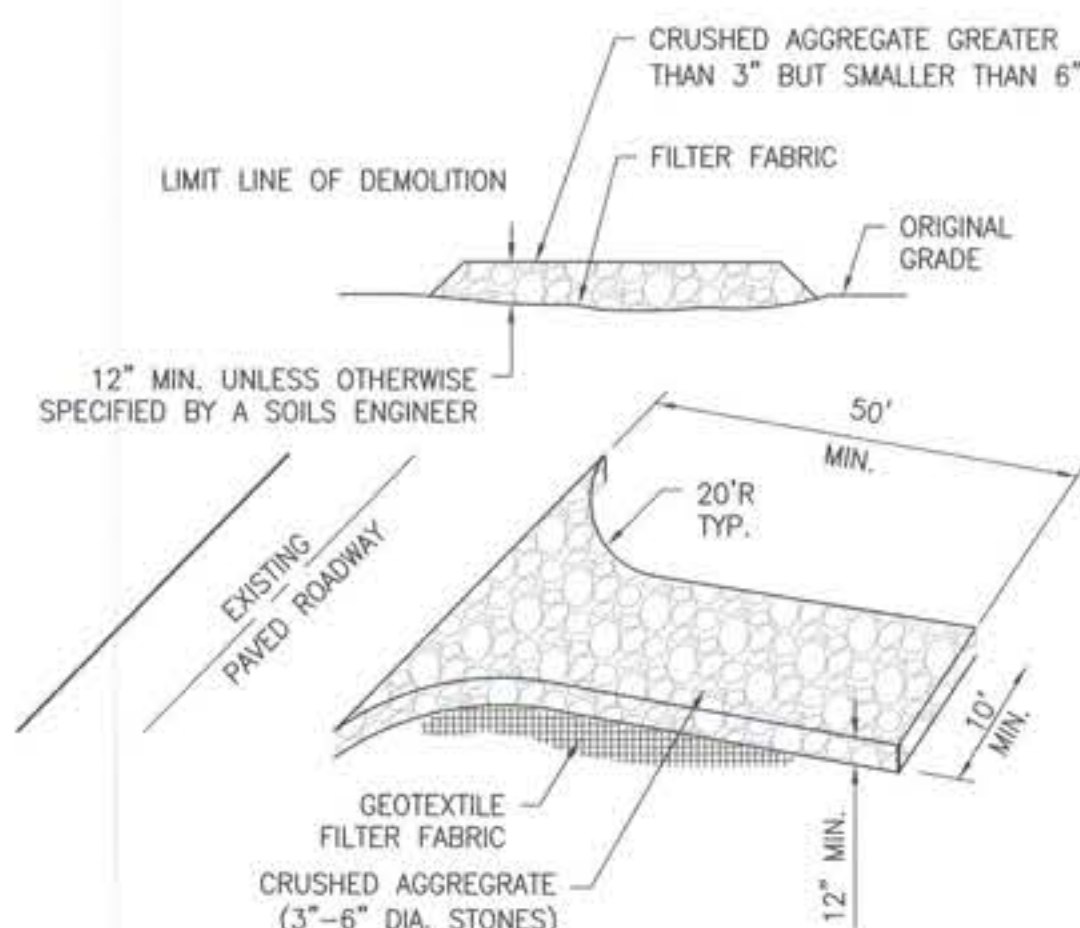 CRUSHED AGGREGATE GREATER
THAN 3" BUT SMALLER THAN 6"
FILTER FABRIC
LIMIT LINE OF DEMOLITION
ORIGINAL
GRADE
12" MIN. UNLESS OTHERWISE
SPECIFIED BY A SOILS ENGINEER
50'
MIN.
20'R
TYP.
EXISTING
PAVED ROADWAY
10'
MIN.
GEOTEXTILE
FILTER FABRIC
12" MIN.
CRUSHED AGGREGRATE
(3"-6" DIA. STONES)